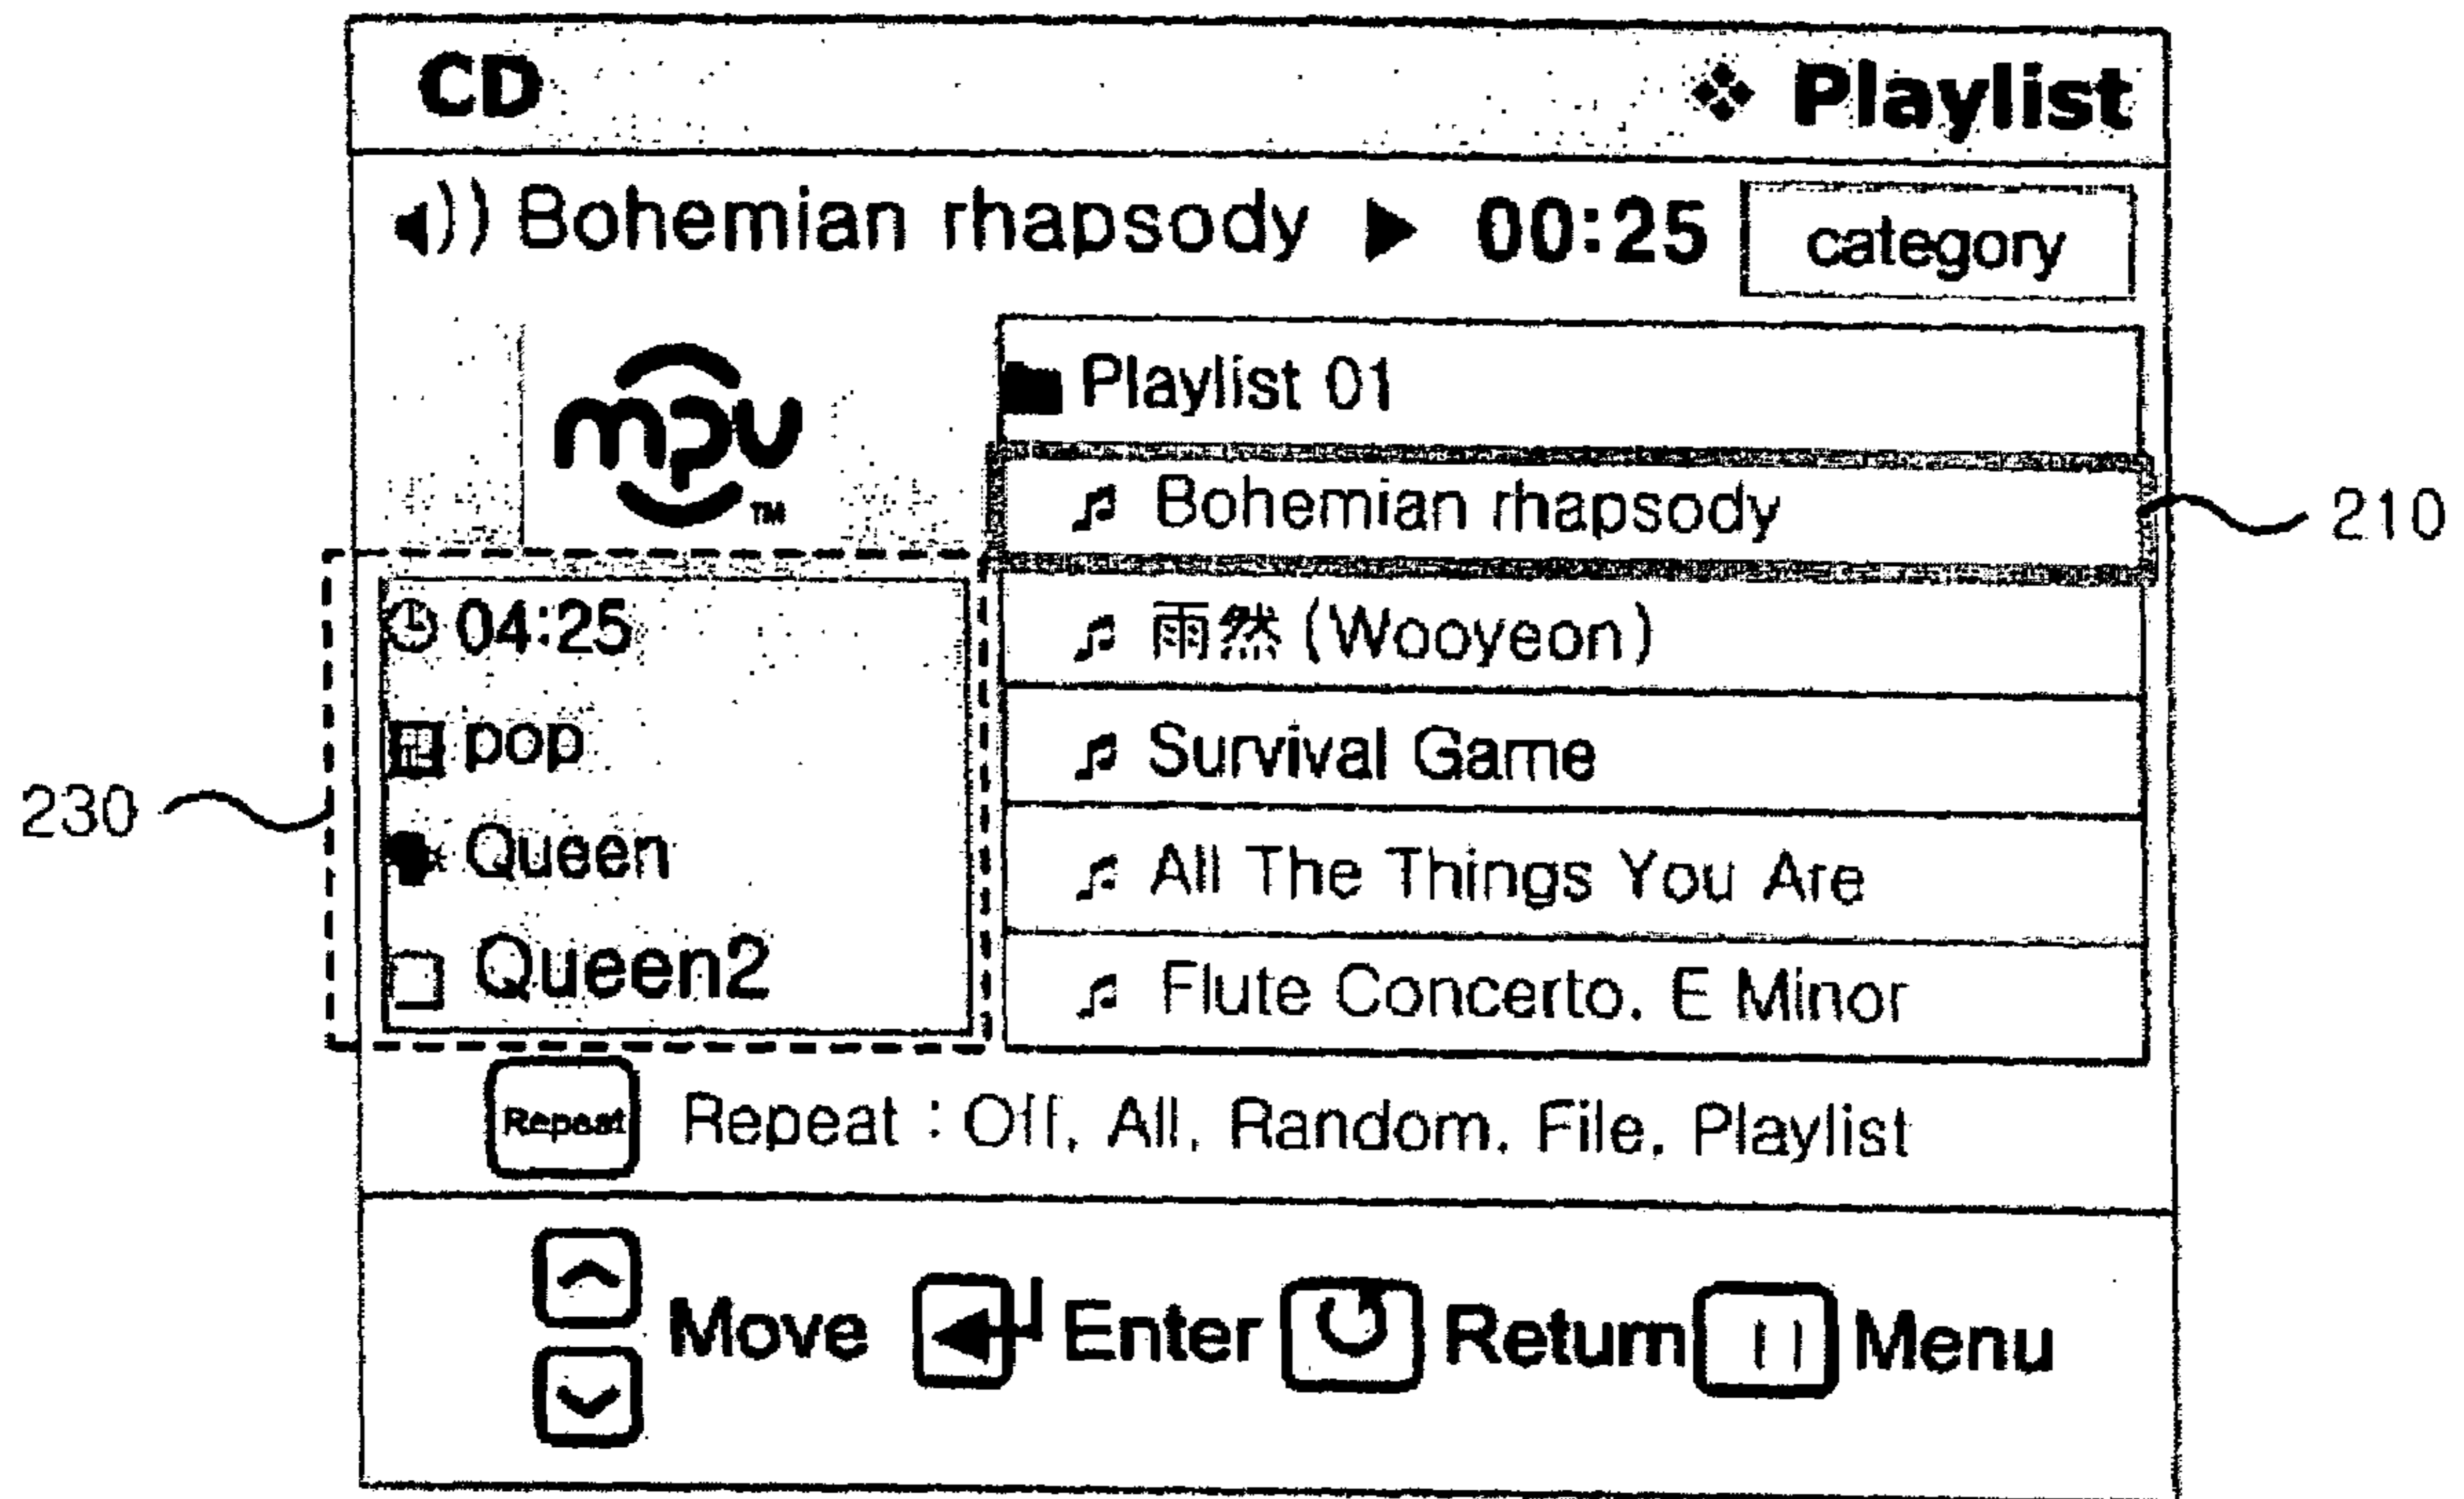 CD Playlist
Bohemian rhapsody 00:25 category
mpv TM
Playlist 01
Bohemian rhapsody
210
雨然 (Wooyeon)
Survival Game
All The Things You Are
Flute Concerto. E Minor
230
04:25
pop
Queen
Queen2
Repeat Repeat : Off, All, Random, File, Playlist
Move Enter Return Menu